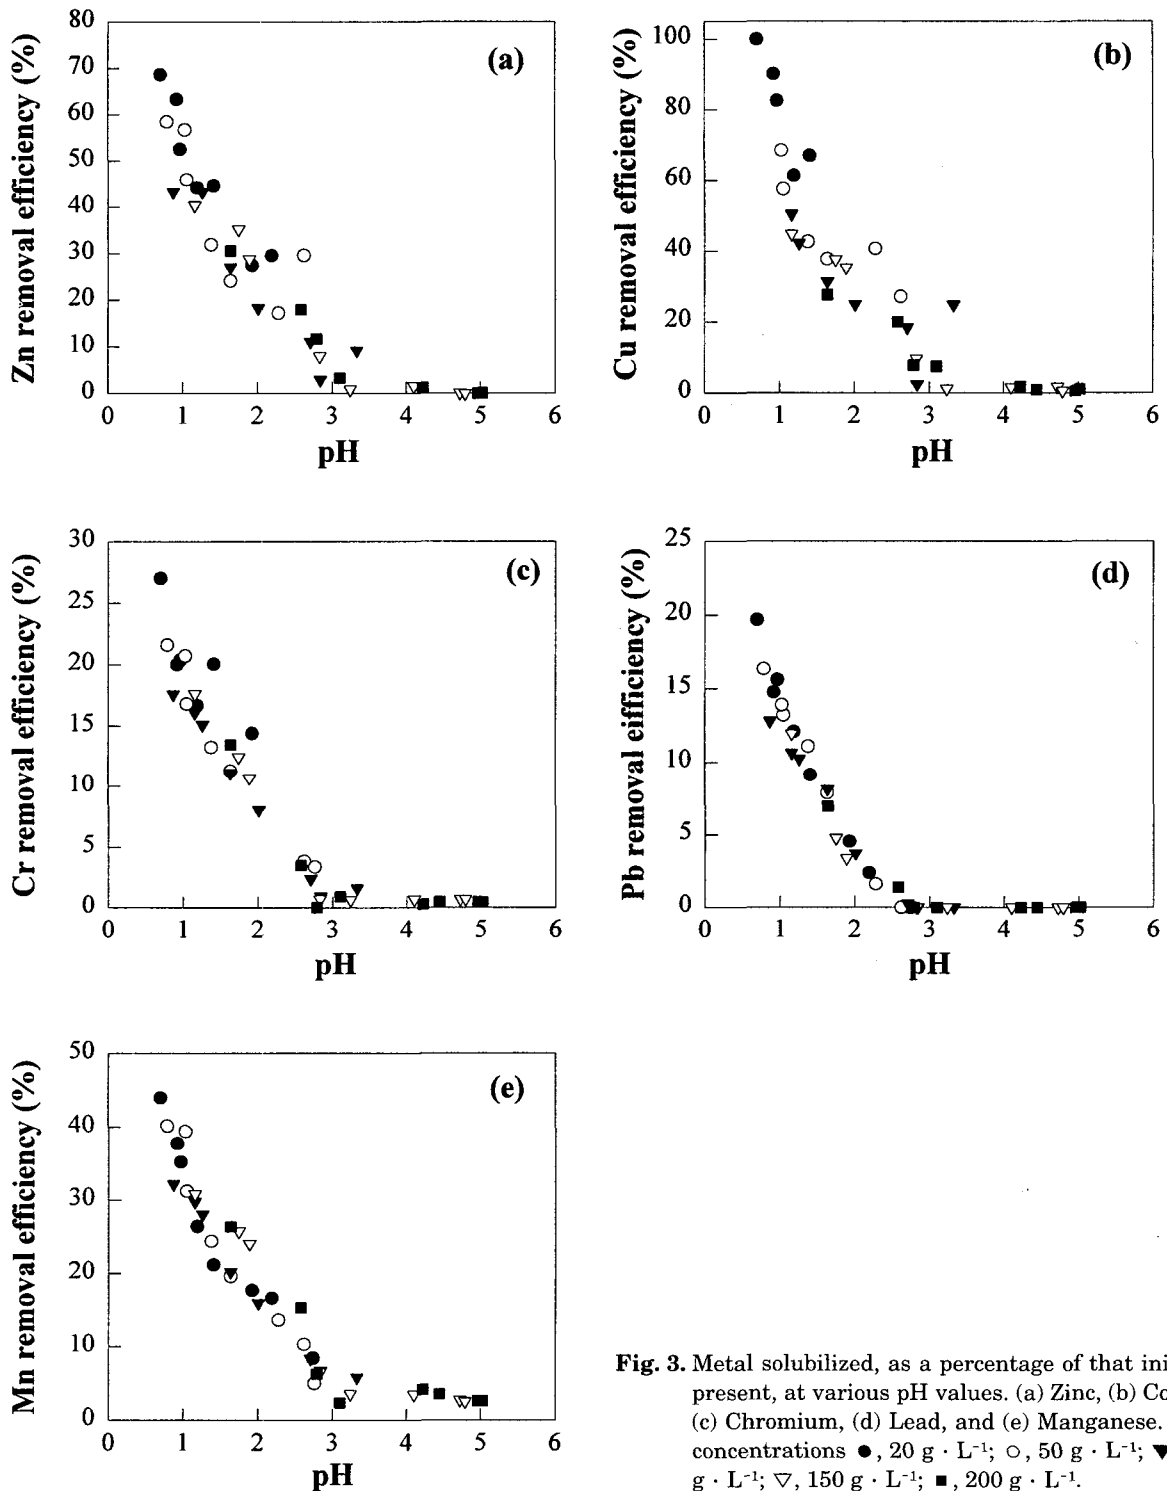 Zn removal efficiency (%)
80
70
60
50
40
30
20
10
0
(a)
0 1 2 3 4 5 6
pH
Cu removal efficiency (%)
100
80
60
40
20
0
(b)
0 1 2 3 4 5 6
pH
Cr removal efficiency (%)
30
25
20
15
10
5
0
(c)
0 1 2 3 4 5 6
pH
Pb removal eifficiency (%)
25
20
15
10
5
0
(d)
0 1 2 3 4 5 6
pH
Mn removal efficiency (%)
50
40
30
20
10
0
(e)
0 1 2 3 4 5 6
pH
Fig. 3. Metal solubilized, as a percentage of that ini
present, at various pH values. (a) Zinc, (b) Co
(c) Chromium, (d) Lead, and (e) Manganese.
concentrations ●, 20 g · L⁻¹; ○, 50 g · L⁻¹; ▼
g · L⁻¹; ▽, 150 g · L⁻¹; ■, 200 g · L⁻¹.